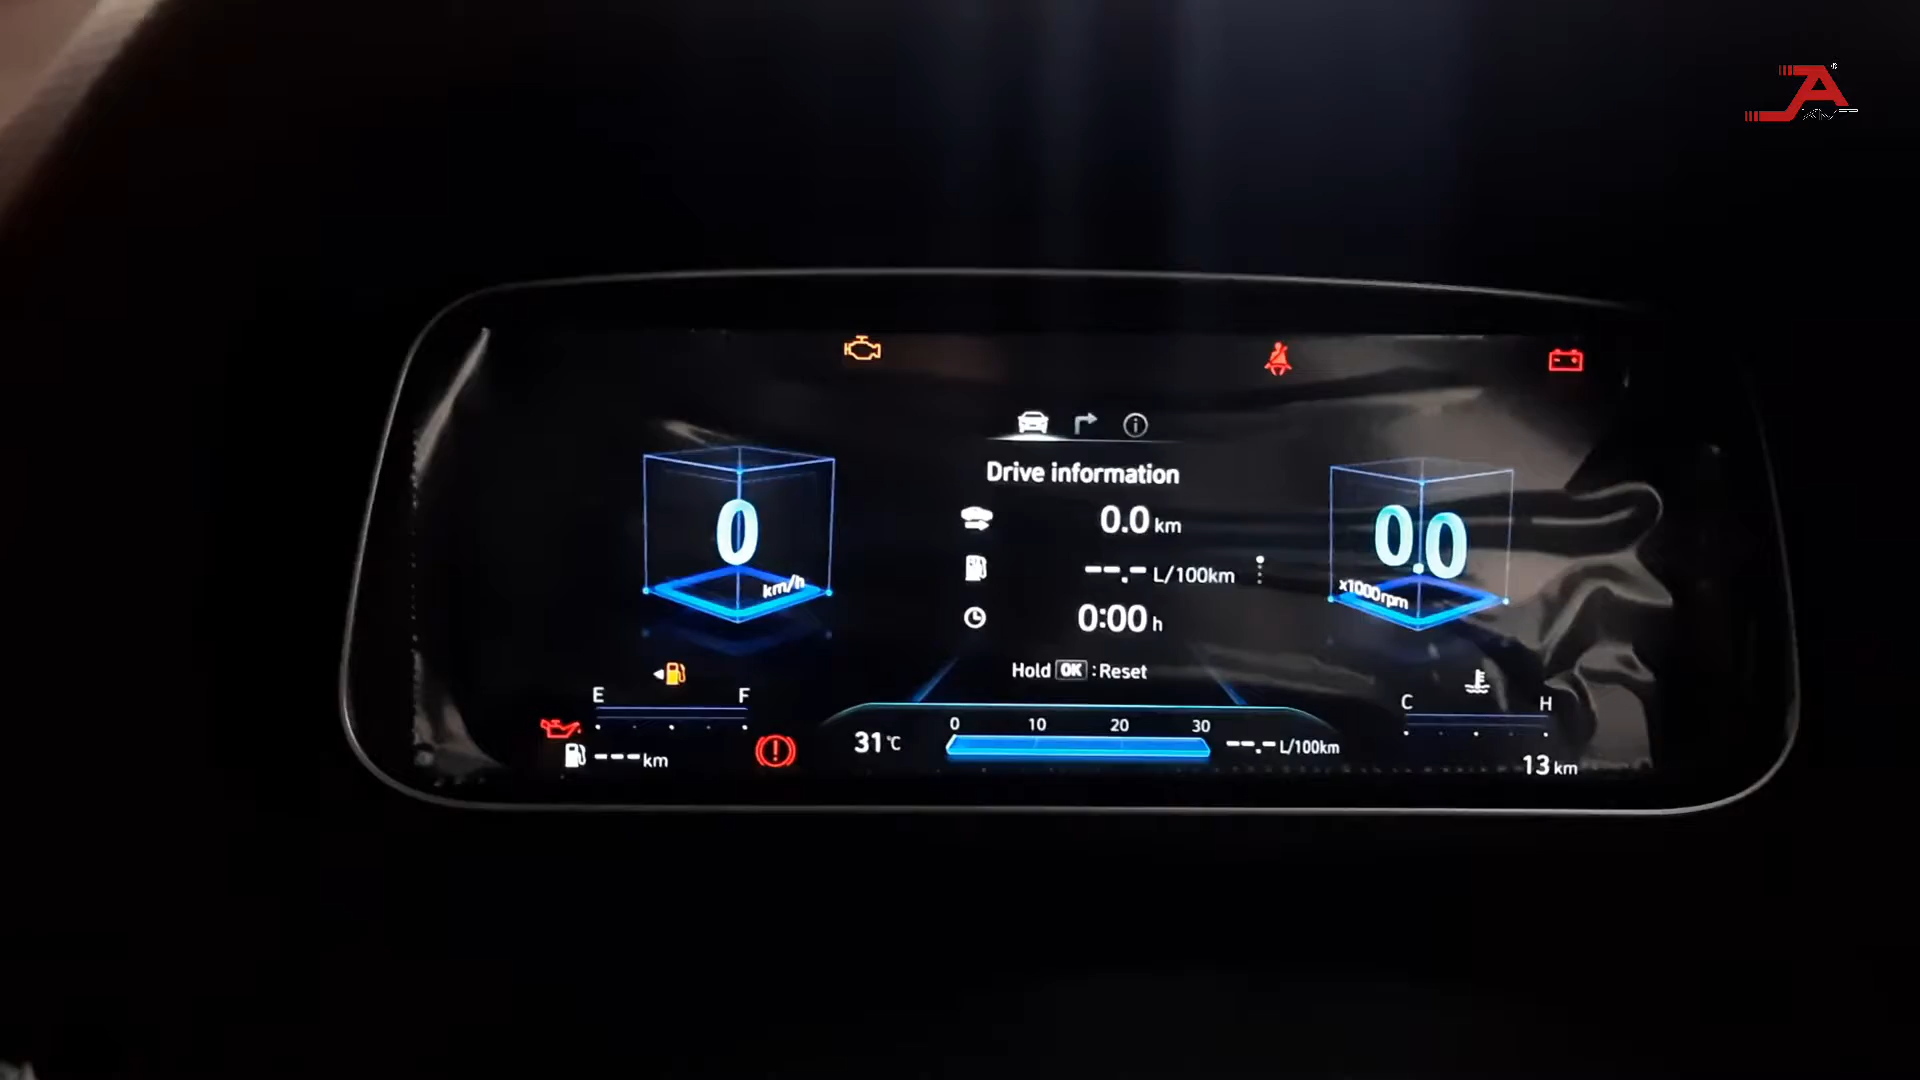 Drive information
0
km/h
0.0 km
--.- L/100km
0:00 h
0.0
x1000rpm
Hold OK : Reset
E F
--- km
31°C
0 10 20 30
--.- L/100km
C H
13 km